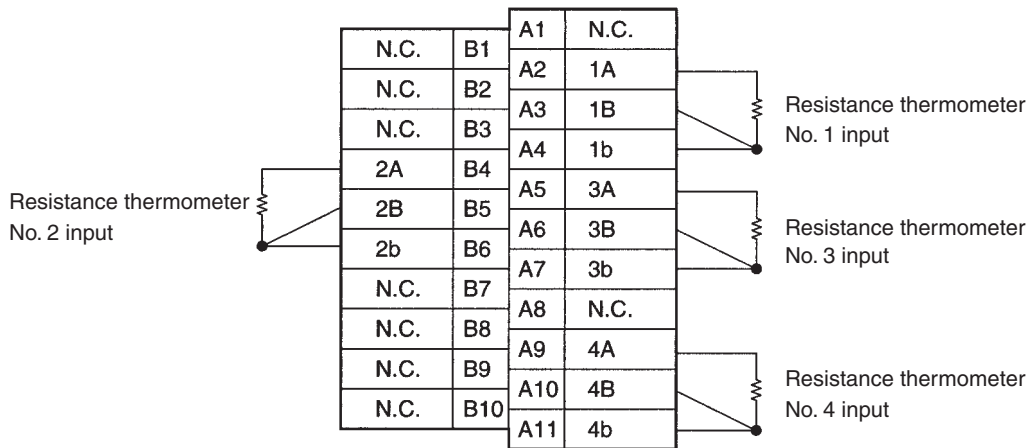 A1 N.C.
N.C. B1
A2 1A
N.C. B2
A3 1B
N.C. B3
A4 1b
2A B4
A5 3A
2B B5
A6 3B
2b B6
A7 3b
N.C. B7
A8 N.C.
N.C. B8
A9 4A
N.C. B9
A10 4B
N.C. B10
A11 4b
Resistance thermometer
No. 1 input
Resistance thermometer
No. 2 input
Resistance thermometer
No. 3 input
Resistance thermometer
No. 4 input